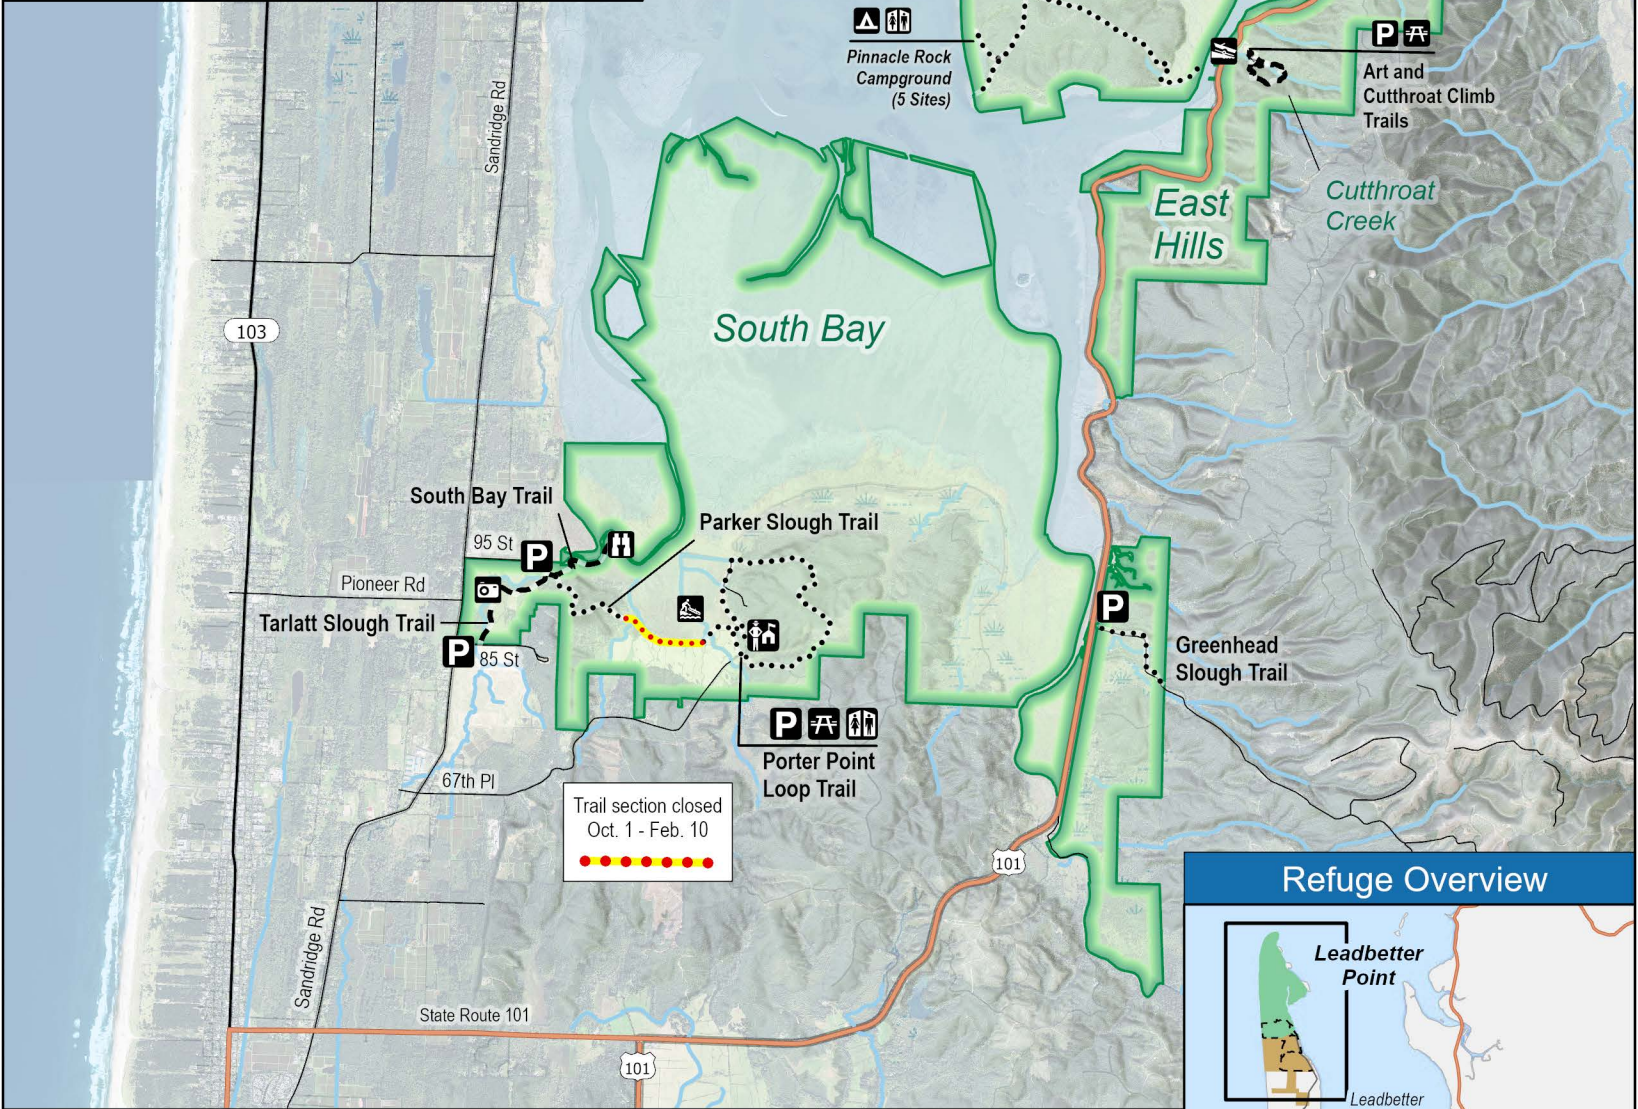 Pinnacle Rock
Campground
(5 Sites)
P
Art and
Cutthroat Climb
Trails
Sandridge Rd
East
Hills
Cutthroat
Creek
103
South Bay
South Bay Trail
Parker Slough Trail
95 St
P
Pioneer Rd
Tarlatt Slough Trail
P
85 St
P
Greenhead
Slough Trail
P
Porter Point
Loop Trail
67th Pl
Trail section closed
Oct. 1 - Feb. 10
101
Sandridge Rd
State Route 101
101
Refuge Overview
Leadbetter
Point
Leadbetter